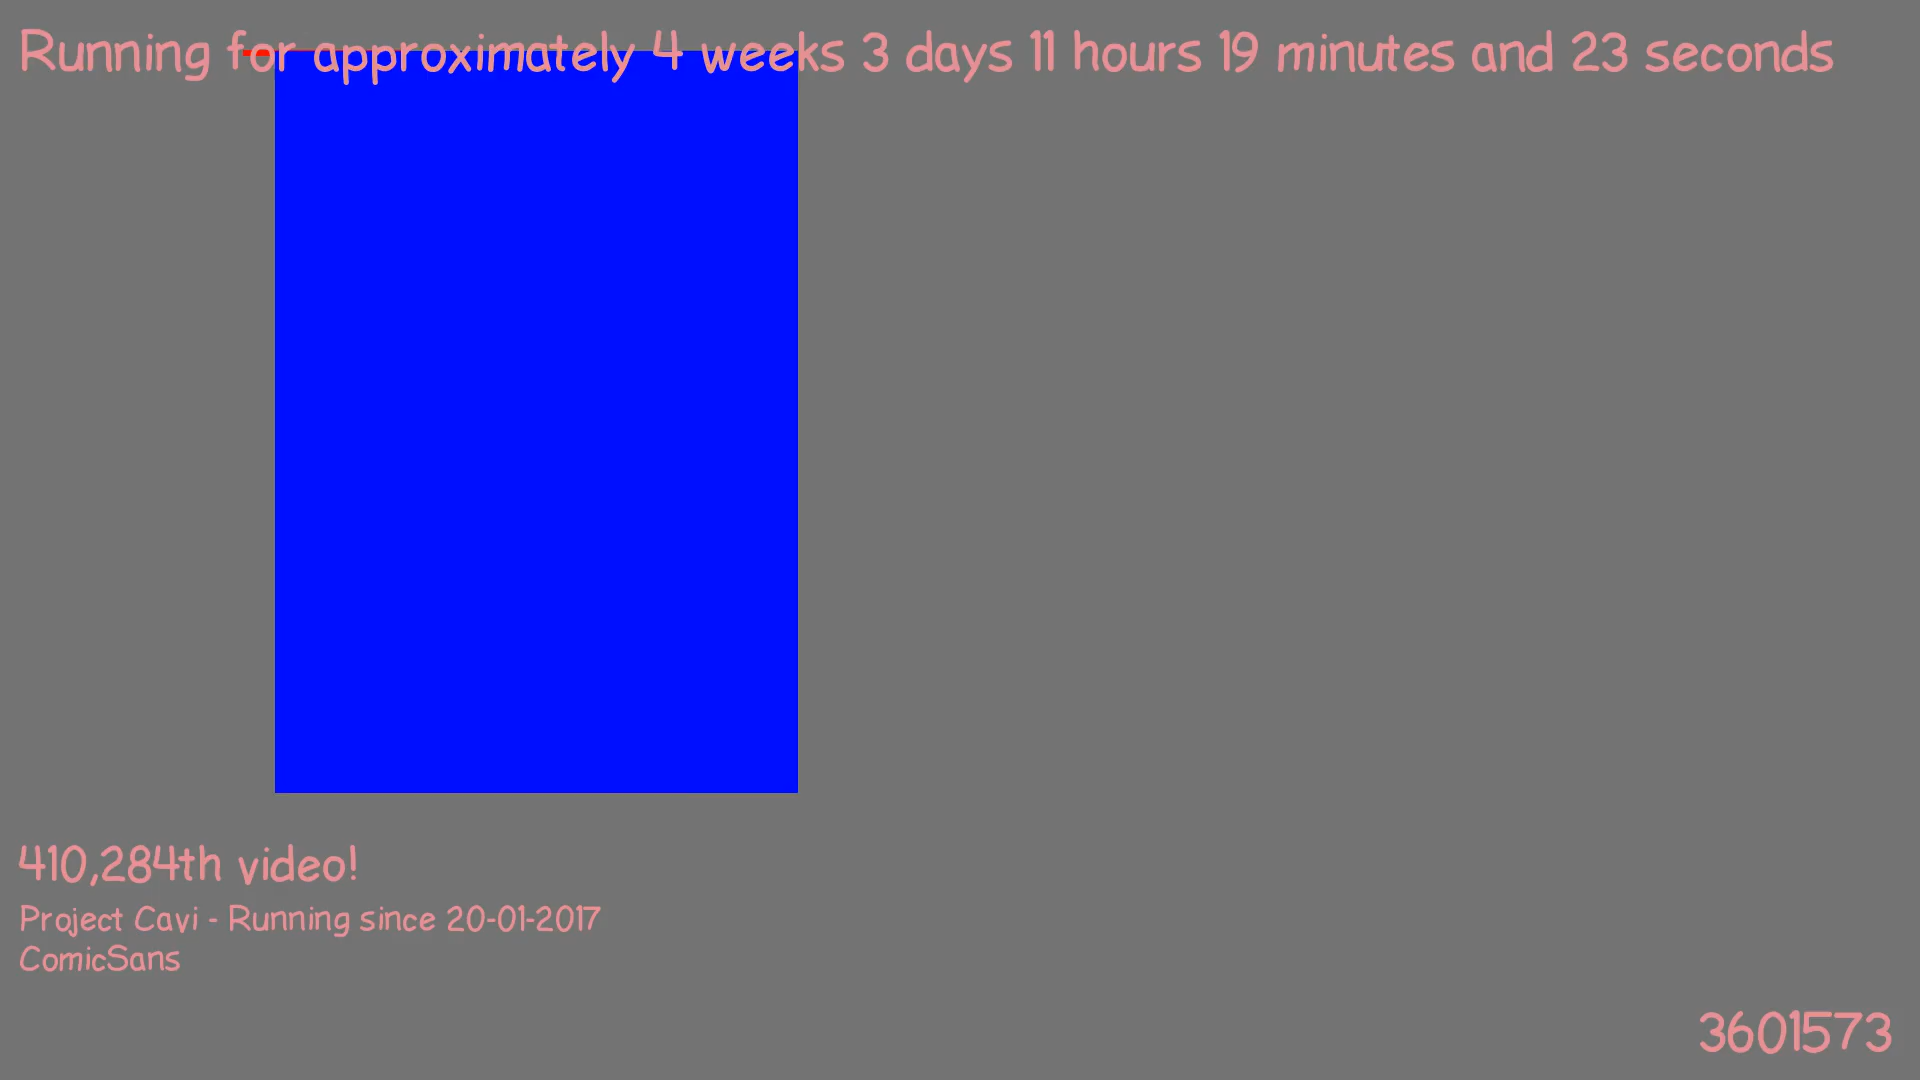 Running for approximately 4 weeks 3 days 11 hours 19 minutes and 23 seconds
410,284th video!
Project Cavi - Running since 20-01-2017
ComicSans
3601573